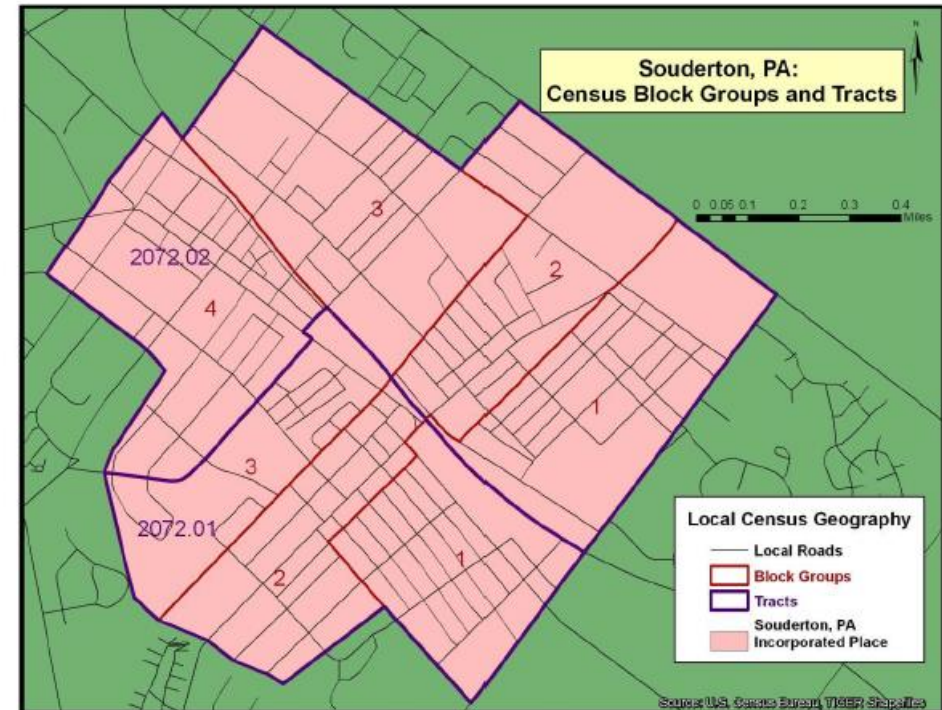 N
Souderton, PA:
Census Block Groups and Tracts
0 0.05 0.1 0.2 0.3 0.4
Miles
3
2072.02
2
4
1
3
2072.01
2
1
Local Census Geography
Local Roads
Block Groups
Tracts
Souderton, PA
Incorporated Place
Source: U.S. Census Bureau, TIGER Shapefiles